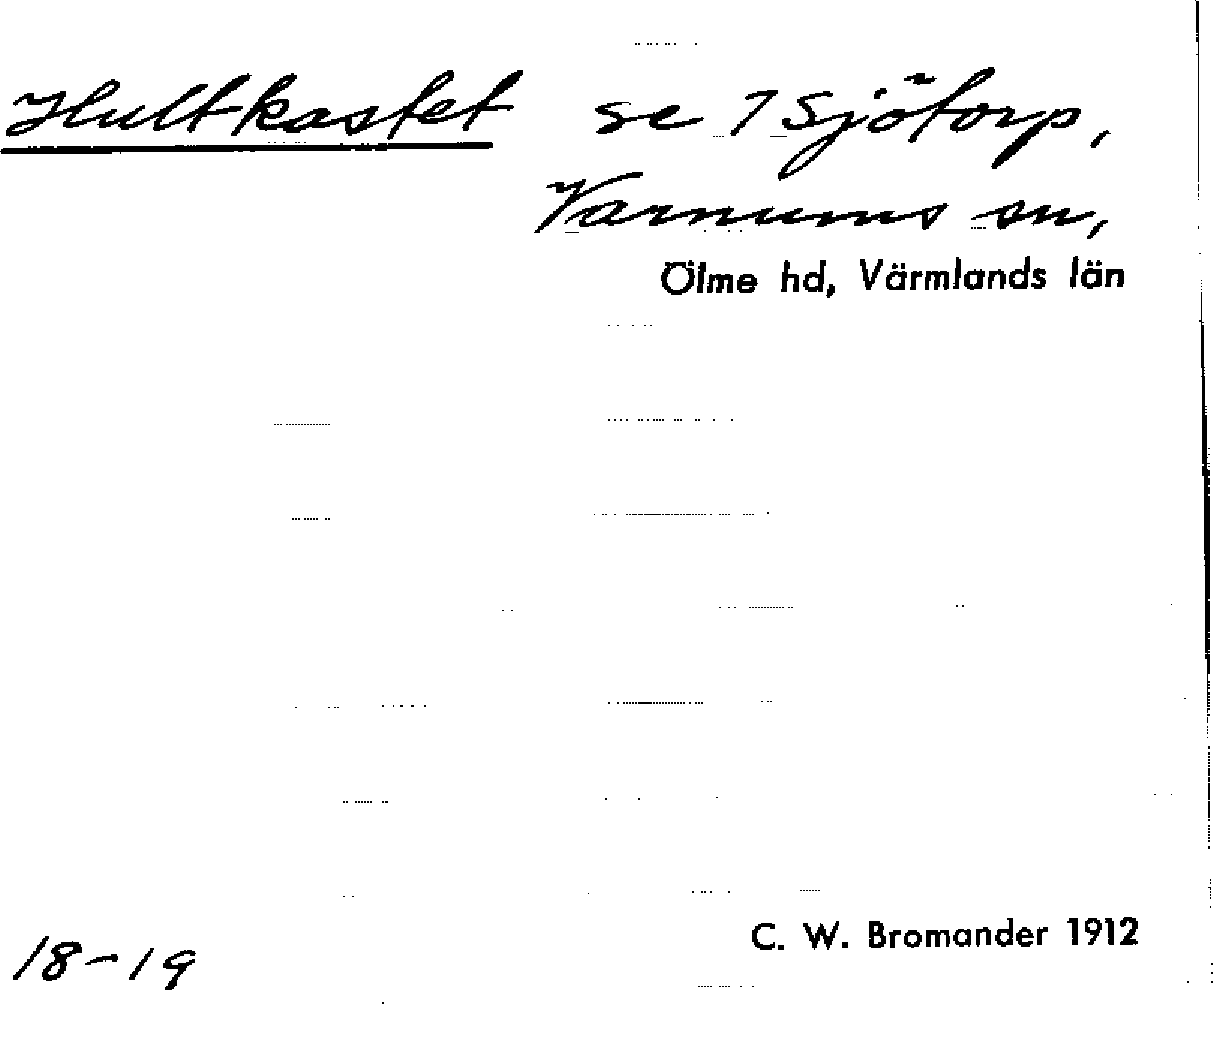 Hultkastet se 7 Sjötorp,
Varnums sn,
Ölme hd, Värmlands län
C. W. Bromander 1912
18-19